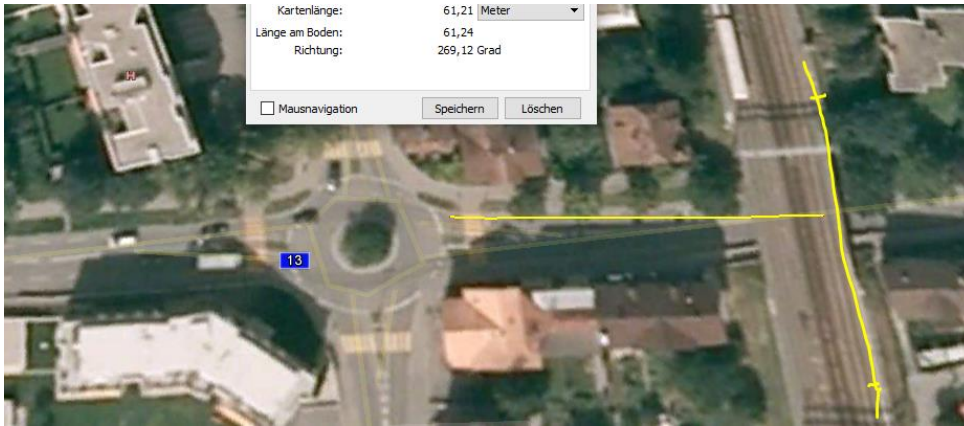 Kartenlänge: 61,21 Meter
Länge am Boden: 61,24
Richtung: 269,12 Grad
Mausnavigation Speichern Löschen
H
13